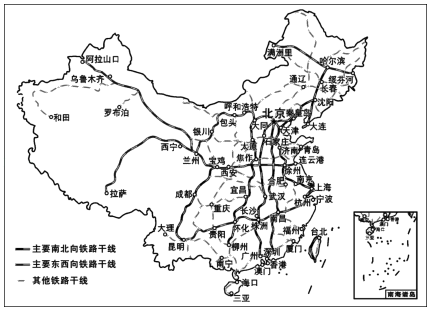 满洲里
哈尔滨
阿拉山口
绥芬河
乌鲁木齐
通辽
长春
沈阳
呼和浩特
北京
秦皇岛
罗布泊
包头
大同
天津
大连
和田
银川
石家庄
太原
济南
青岛
西宁
焦作
连云港
兰州
宝鸡
徐州
西安
合肥
南京
上海
拉萨
成都
宜昌
武汉
杭州
宁波
重庆
长沙
南昌
大理
贵阳
怀化
株洲
福州
台北
昆明
柳州
厦门
南宁
广州
深圳
香港
澳门
海口
三亚
主要南北向铁路干线
主要东西向铁路干线
其他铁路干线
南海诸岛